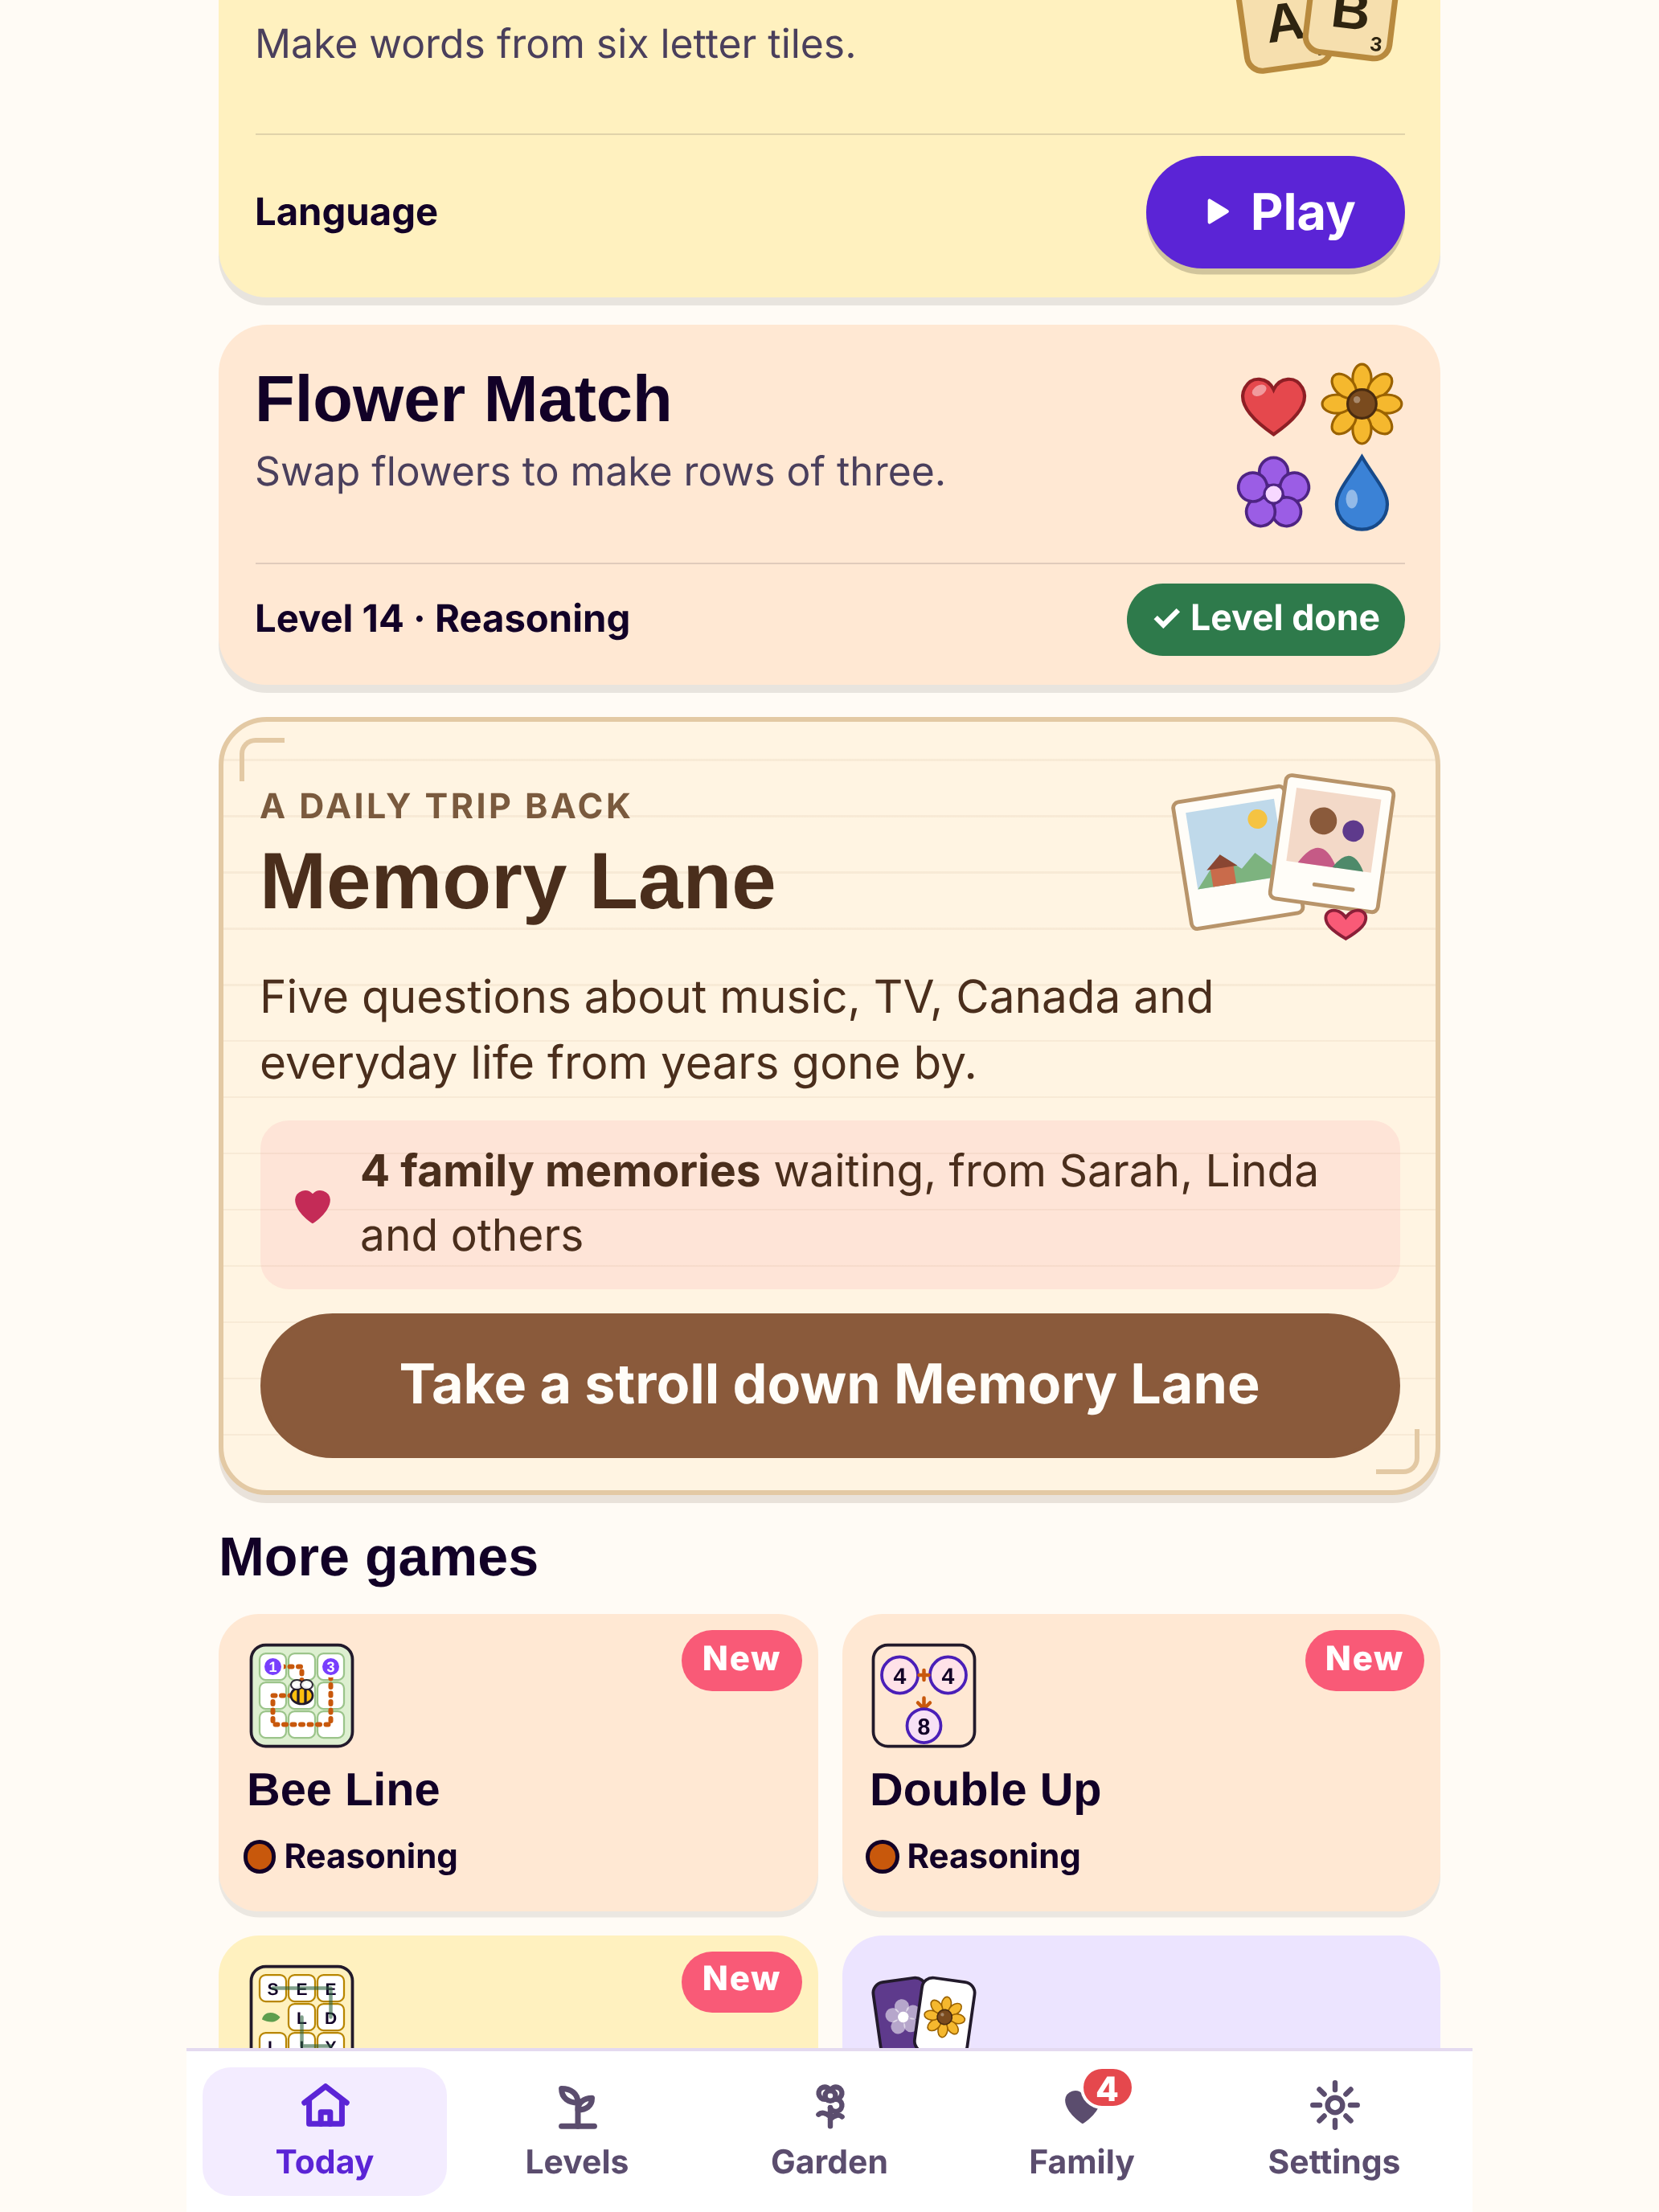 A B
3
Make words from six letter tiles.
Language
Play
Flower Match
Swap flowers to make rows of three.
Level 14 · Reasoning
Level done
A DAILY TRIP BACK
Memory Lane
Five questions about music, TV, Canada and
everyday life from years gone by.
4 family memories waiting, from Sarah, Linda
and others
Take a stroll down Memory Lane
More games
New
1 3
Bee Line
Reasoning
New
4 + 4
8
Double Up
Reasoning
New
S E E
L D
Today
Levels
Garden
4
Family
Settings